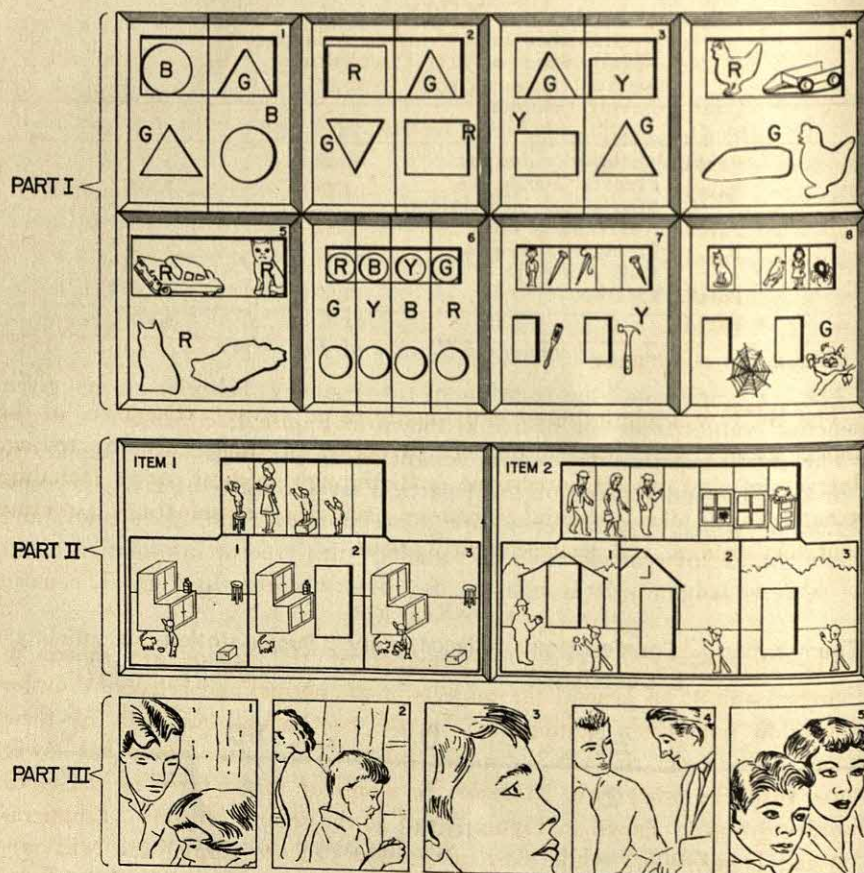 PART I
1
B
G
G
B
2
R
G
G
R
3
G
Y
Y
G
4
R
G
5
R
R
R
6
R B Y G
G Y B R
7
Y
8
G
PART II
ITEM 1
1
2
3
ITEM 2
1
2
3
PART III
1
2
3
4
5